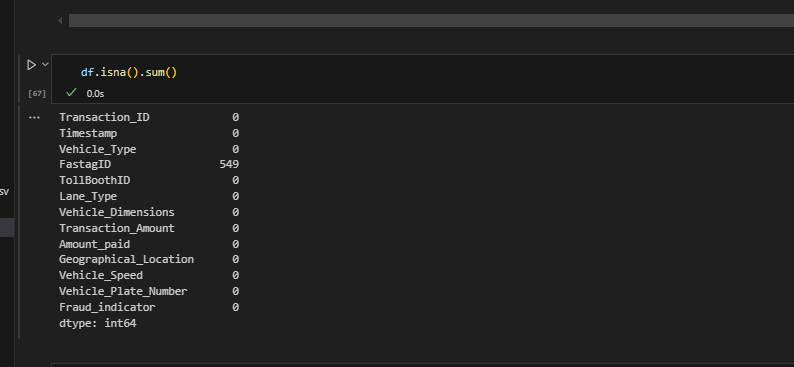 df.isna().sum()
[67]
0.0s
Transaction_ID 0
Timestamp 0
Vehicle_Type 0
FastagID 549
TollBoothID 0
Lane_Type 0
sv
Vehicle_Dimensions 0
Transaction_Amount 0
Amount_paid 0
Geographical_Location 0
Vehicle_Speed 0
Vehicle_Plate_Number 0
Fraud_indicator 0
dtype: int64